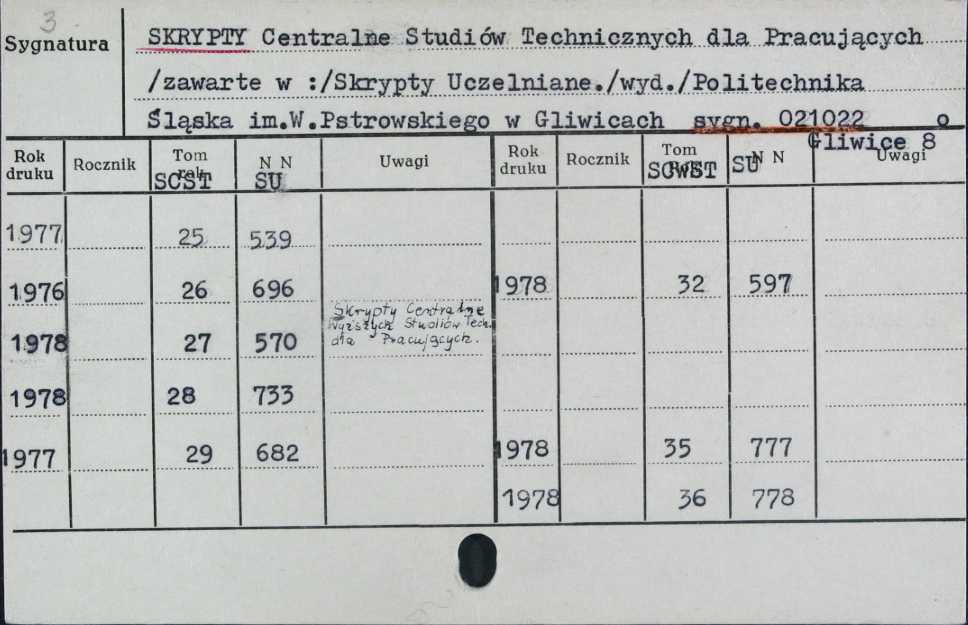 3
Sygnatura
SKRYPTY Centralne Studiów Technicznych dla Pracujących
/zawarte w :/Skrypty Uczelniane./wyd./Politechnika
Śląska im.W.Pstrowskiego w Gliwicach sygn. 021022 o
Gliwice 8
Rok druku Rocznik Tom SCST N N SU Uwagi Rok druku Rocznik Tom SCWST N N SU Uwagi
1977 25 539
1976 26 696 1978 32 597
Skrypty Centralne
Wyższych Studiów Tech.
dla Pracujących.
1978 27 570
1978 28 733
1977 29 682 1978 35 777
1978 36 778